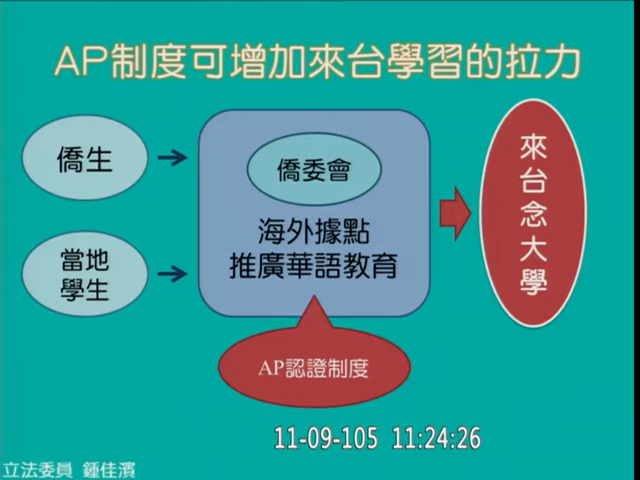 AP制度可增加來台學習的拉力
僑生
當地
學生
僑委會
海外據點
推廣華語教育
AP認證制度
來台念大學
11-09-105 11:24:26
立法委員 鍾佳濱